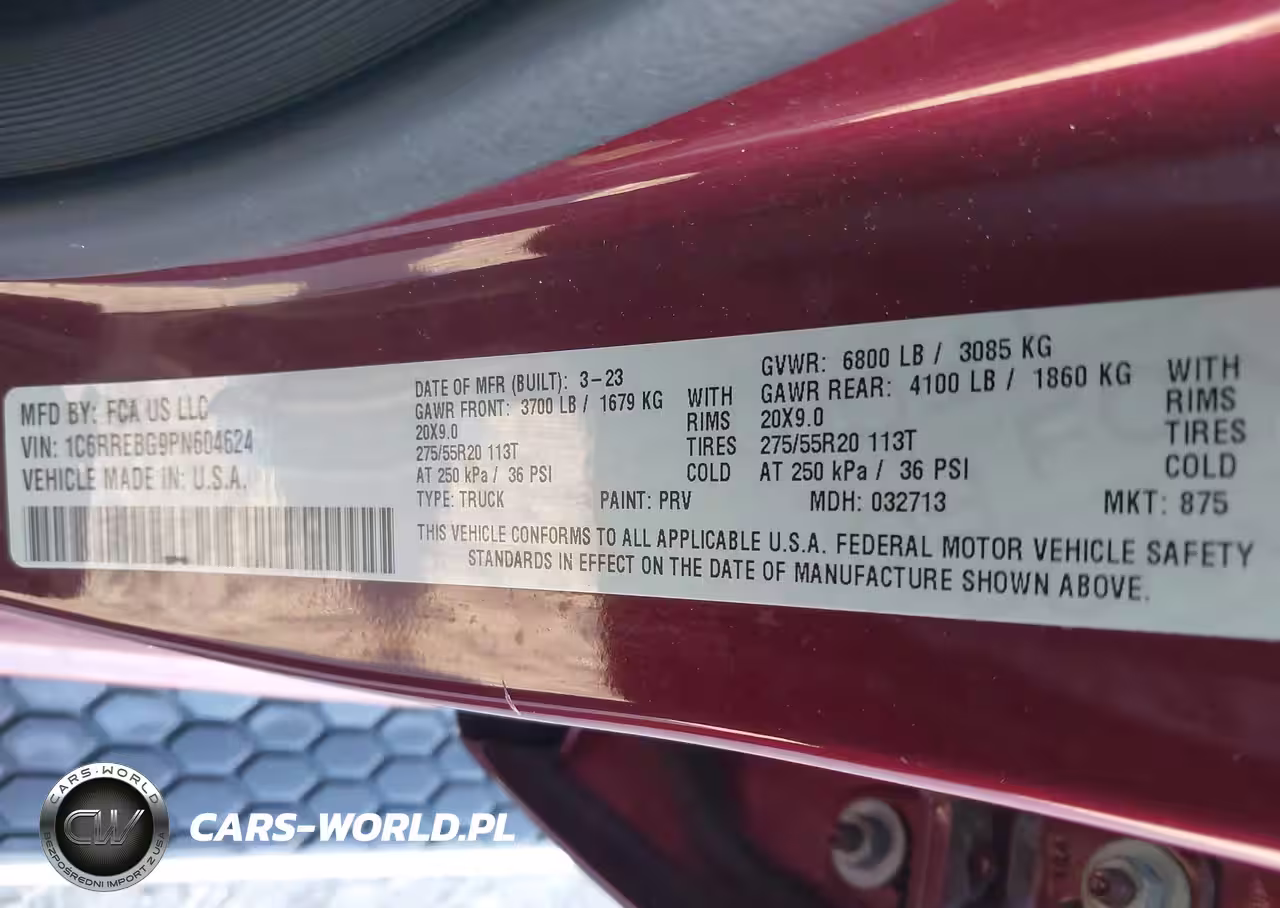 MFD BY: FCA US LLC
VIN: 1C6RREBG9PN604624
VEHICLE MADE IN: U.S.A.
DATE OF MFR (BUILT): 3-23
GAWR FRONT: 3700 LB / 1679 KG WITH
20X9.0 RIMS
275/55R20 113T TIRES
AT 250 kPa / 36 PSI COLD
GVWR: 6800 LB / 3085 KG
GAWR REAR: 4100 LB / 1860 KG WITH
20X9.0 RIMS
275/55R20 113T TIRES
AT 250 kPa / 36 PSI COLD
TYPE: TRUCK PAINT: PRV MDH: 032713 MKT: 875
THIS VEHICLE CONFORMS TO ALL APPLICABLE U.S.A. FEDERAL MOTOR VEHICLE SAFETY
STANDARDS IN EFFECT ON THE DATE OF MANUFACTURE SHOWN ABOVE.
CARS-WORLD
CW
BEZPOŚREDNI IMPORT Z USA
CARS-WORLD.PL